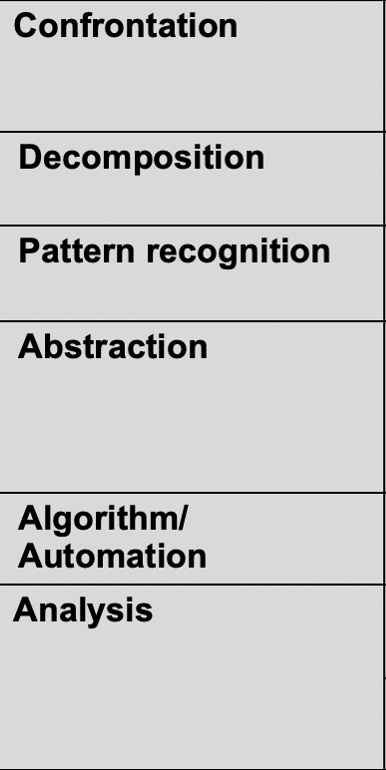 Confrontation
Decomposition
Pattern recognition
Abstraction
Algorithm/
Automation
Analysis